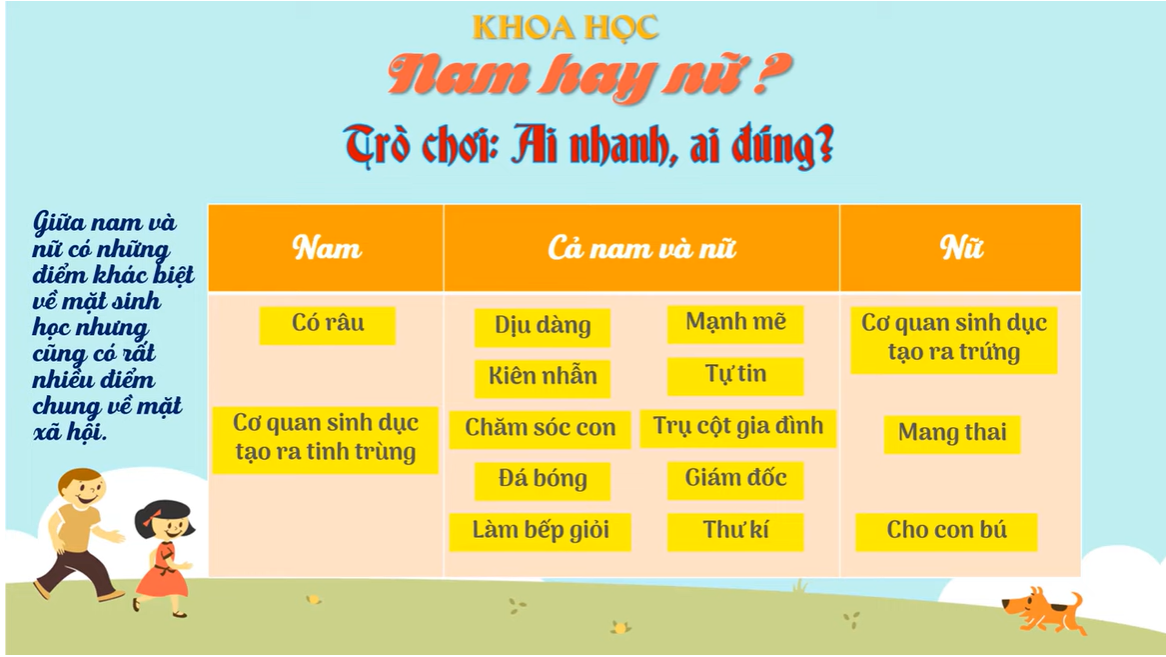 KHOA HỌC
Nam hay nữ?
Trò chơi: Ai nhanh, ai đúng?
Giữa nam và
nữ có những
điểm khác biệt
về mặt sinh
học nhưng
cũng có rất
nhiều điểm
chung về mặt
xã hội.
Nam
Cả nam và nữ
Nữ
Có râu
Cơ quan sinh dục
tạo ra tinh trùng
Dịu dàng
Mạnh mẽ
Kiên nhẫn
Tự tin
Chăm sóc con
Trụ cột gia đình
Đá bóng
Giám đốc
Làm bếp giỏi
Thư kí
Cơ quan sinh dục
tạo ra trứng
Mang thai
Cho con bú